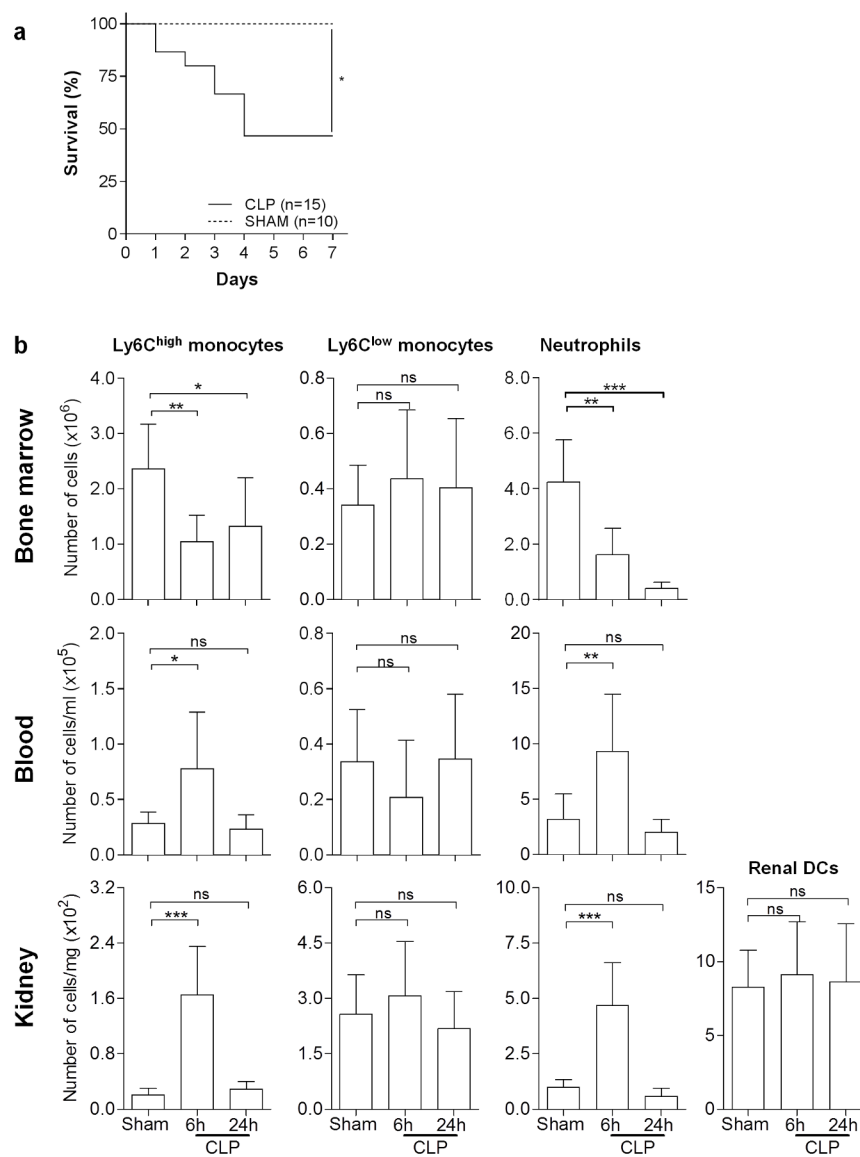 a
Survival (%)
100
75
50
25
0
*
CLP (n=15)
SHAM (n=10)
0 1 2 3 4 5 6 7
Days
b
Ly6Chigh monocytes
Ly6Clow monocytes
Neutrophils
Bone marrow
Number of cells (x10⁶)
4.0
3.0
2.0
1.0
0.0
*
**
0.8
0.6
0.4
0.2
0.0
ns
ns
8.0
6.0
4.0
2.0
0.0
***
**
Blood
Number of cells/ml (x10⁵)
2.0
1.5
1.0
0.5
0.0
ns
*
0.8
0.6
0.4
0.2
0.0
ns
ns
20
15
10
5
0
ns
**
Kidney
Number of cells/mg (x10²)
3.2
2.4
1.6
0.8
0.0
ns
***
Sham 6h 24h
CLP
6.0
4.5
3.0
1.5
0.0
ns
ns
Sham 6h 24h
CLP
10.0
7.5
5.0
2.5
0.0
ns
***
Sham 6h 24h
CLP
Renal DCs
15
10
5
0
ns
ns
Sham 6h 24h
CLP